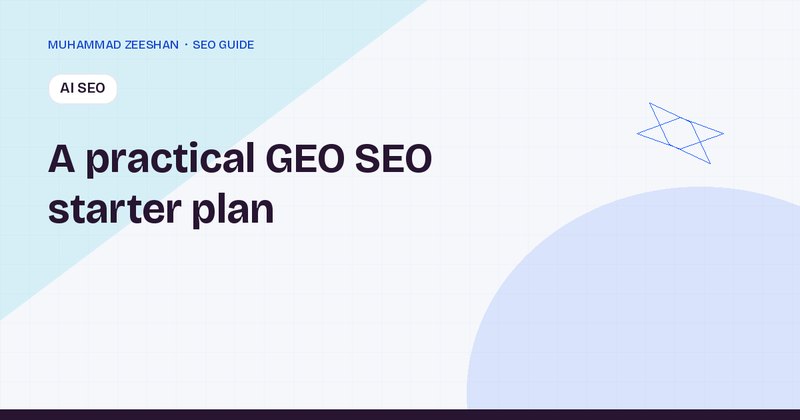 MUHAMMAD ZEESHAN · SEO GUIDE
AI SEO
A practical GEO SEO
starter plan